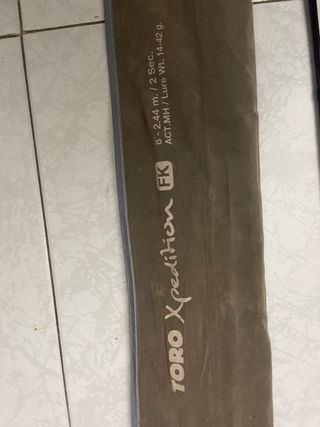 TORO Xpedition FK
8' - 2.44 m. / 2 Sec.
ACT.MH / Lure Wt. 14-42 g.